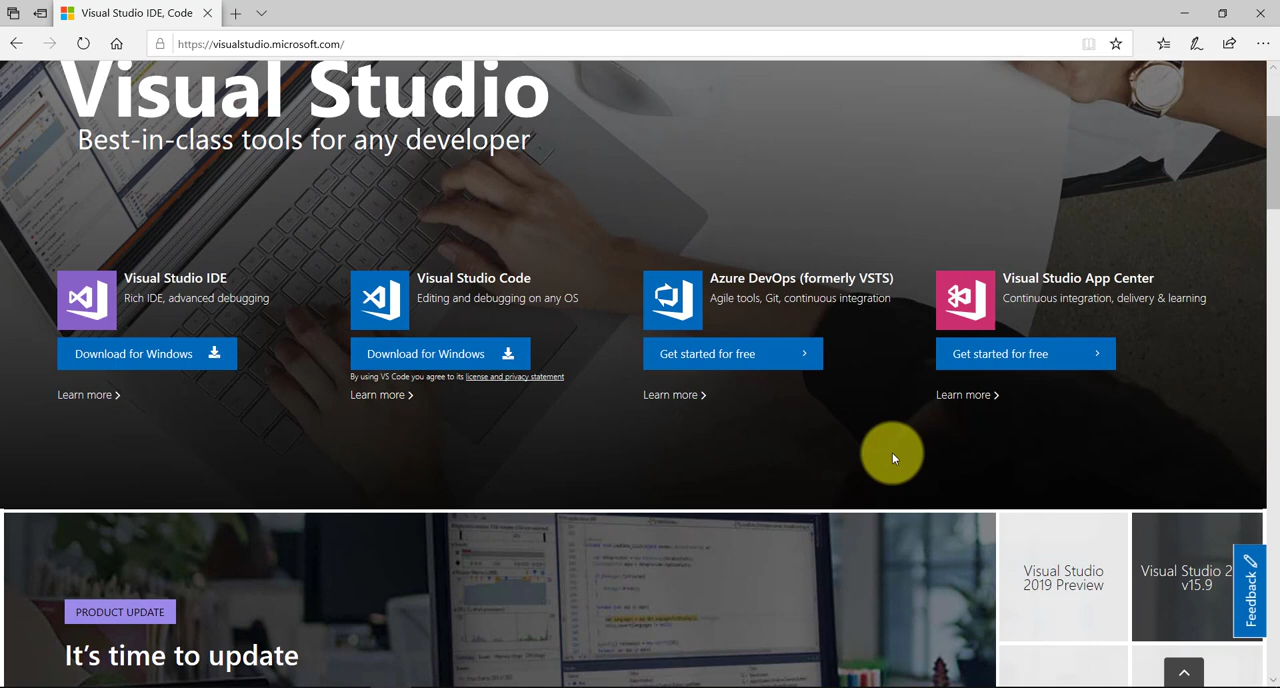 Visual Studio IDE, Code
https://visualstudio.microsoft.com/
Visual Studio
Best-in-class tools for any developer
Visual Studio IDE
Rich IDE, advanced debugging
Download for Windows
Learn more
Visual Studio Code
Editing and debugging on any OS
Download for Windows
By using VS Code you agree to its license and privacy statement
Learn more
Azure DevOps (formerly VSTS)
Agile tools, Git, continuous integration
Get started for free
Learn more
Visual Studio App Center
Continuous integration, delivery & learning
Get started for free
Learn more
PRODUCT UPDATE
It’s time to update
Visual Studio
2019 Preview
Visual Studio 2
v15.9
Feedback